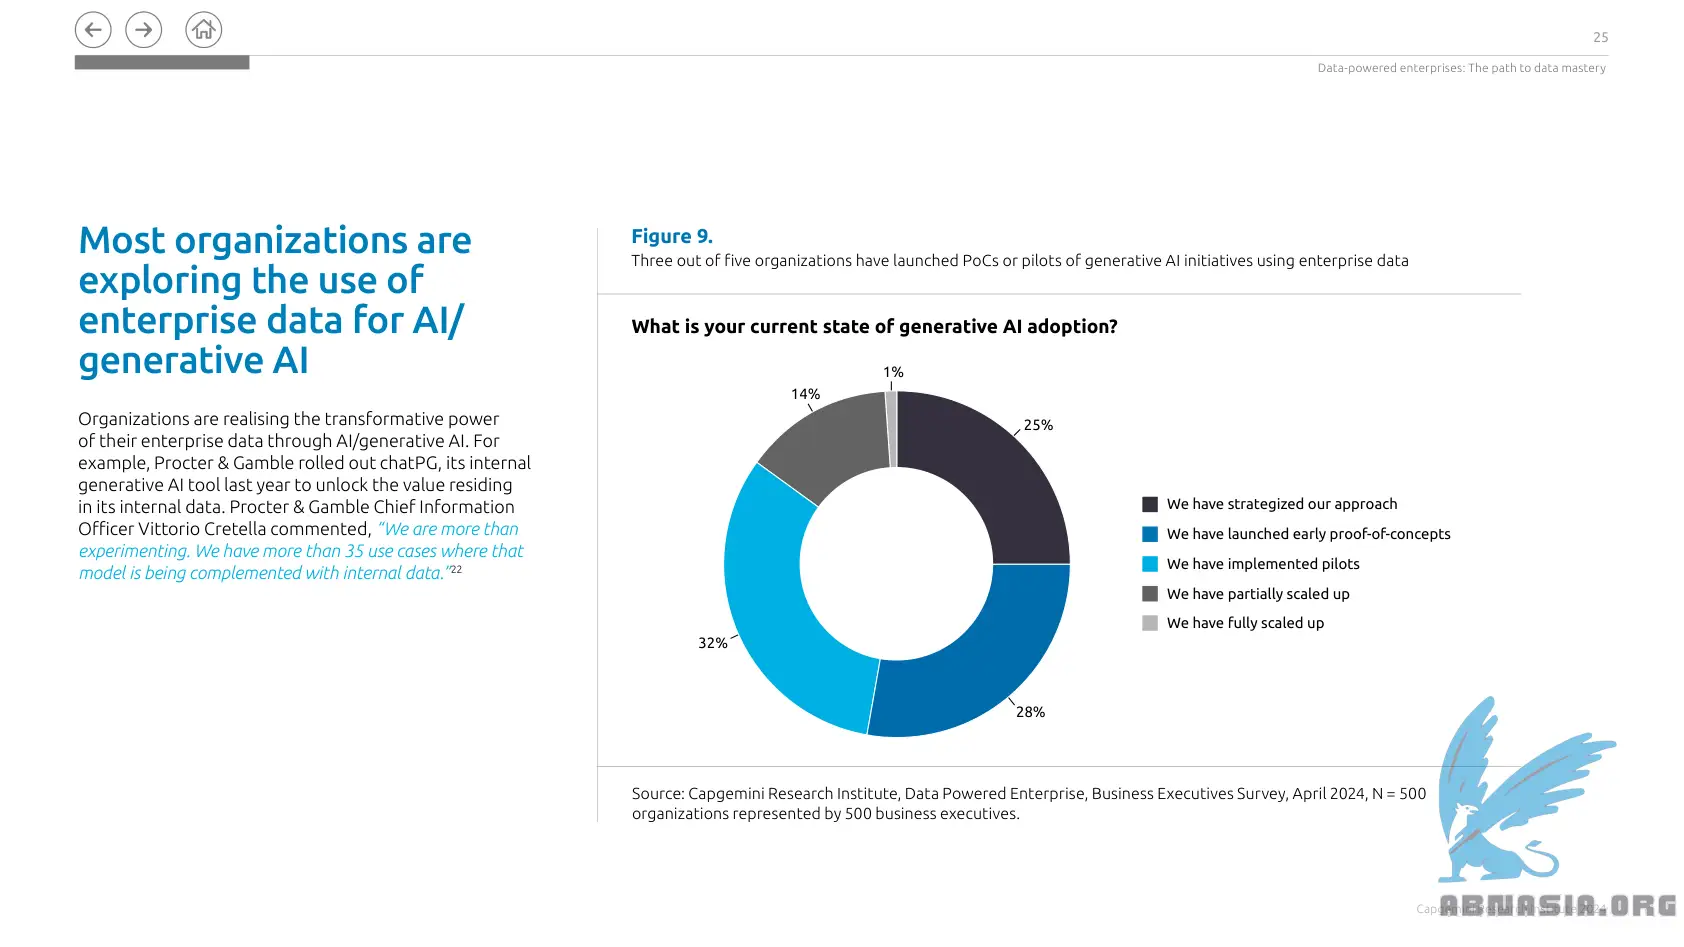 25
Data-powered enterprises: The path to data mastery
Most organizations are
exploring the use of
enterprise data for AI/
generative AI
Organizations are realising the transformative power
of their enterprise data through AI/generative AI. For
example, Procter & Gamble rolled out chatPG, its internal
generative AI tool last year to unlock the value residing
in its internal data. Procter & Gamble Chief Information
Officer Vittorio Cretella commented, “We are more than
experimenting. We have more than 35 use cases where that
model is being complemented with internal data.”22
Figure 9.
Three out of five organizations have launched PoCs or pilots of generative AI initiatives using enterprise data
What is your current state of generative AI adoption?
1%
14%
25%
32%
28%
We have strategized our approach
We have launched early proof-of-concepts
We have implemented pilots
We have partially scaled up
We have fully scaled up
Source: Capgemini Research Institute, Data Powered Enterprise, Business Executives Survey, April 2024, N = 500
organizations represented by 500 business executives.
Capgemini Research Institute 2024
ABNASIA.ORG